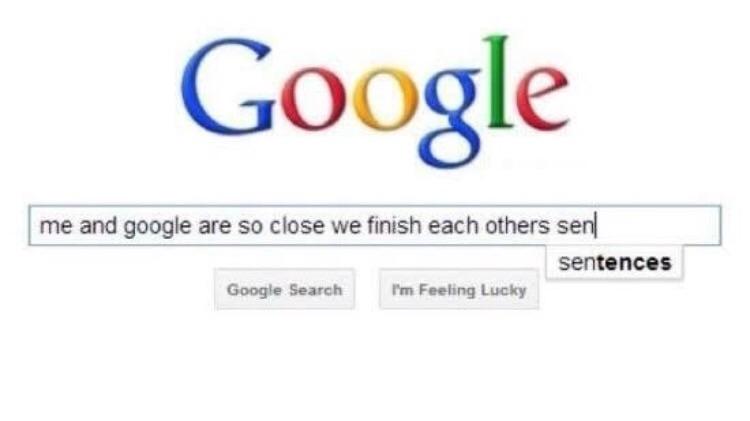 Google
me and google are so close we finish each others sen
sentences
Google Search I'm Feeling Lucky